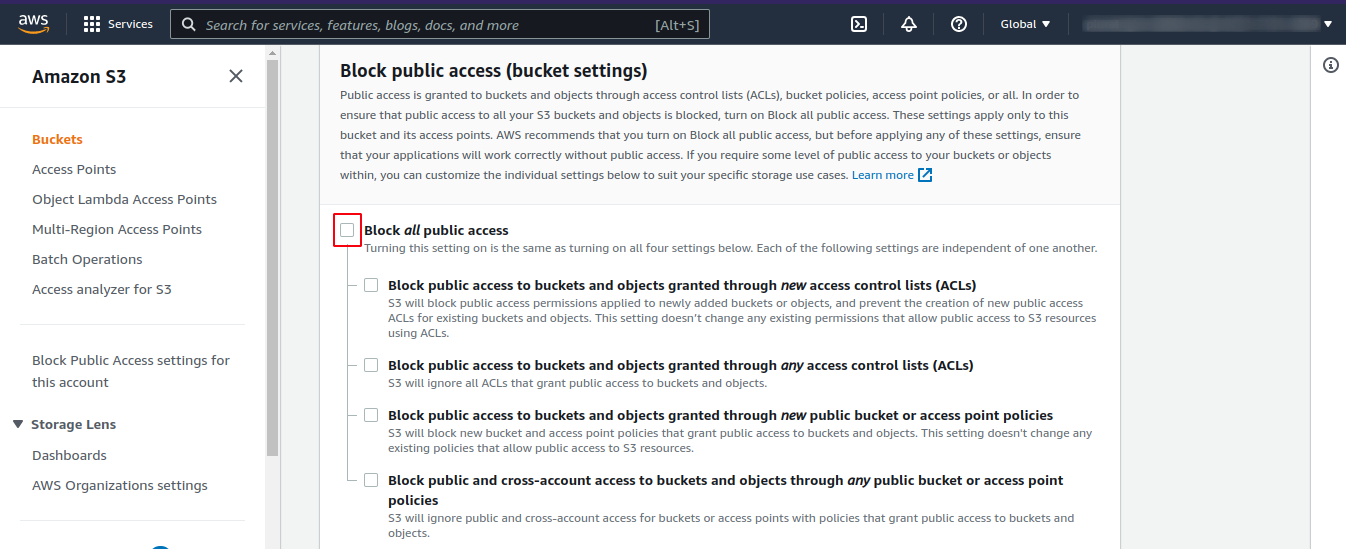 aws
Services
Search for services, features, blogs, docs, and more [Alt+S]
Global
Amazon S3
Buckets
Access Points
Object Lambda Access Points
Multi-Region Access Points
Batch Operations
Access analyzer for S3
Block Public Access settings for
this account
Storage Lens
Dashboards
AWS Organizations settings
Block public access (bucket settings)
Public access is granted to buckets and objects through access control lists (ACLs), bucket policies, access point policies, or all. In order to
ensure that public access to all your S3 buckets and objects is blocked, turn on Block all public access. These settings apply only to this
bucket and its access points. AWS recommends that you turn on Block all public access, but before applying any of these settings, ensure
that your applications will work correctly without public access. If you require some level of public access to your buckets or objects
within, you can customize the individual settings below to suit your specific storage use cases. Learn more
Block all public access
Turning this setting on is the same as turning on all four settings below. Each of the following settings are independent of one another.
Block public access to buckets and objects granted through new access control lists (ACLs)
S3 will block public access permissions applied to newly added buckets or objects, and prevent the creation of new public access
ACLs for existing buckets and objects. This setting doesn't change any existing permissions that allow public access to S3 resources
using ACLs.
Block public access to buckets and objects granted through any access control lists (ACLs)
S3 will ignore all ACLs that grant public access to buckets and objects.
Block public access to buckets and objects granted through new public bucket or access point policies
S3 will block new bucket and access point policies that grant public access to buckets and objects. This setting doesn't change any
existing policies that allow public access to S3 resources.
Block public and cross-account access to buckets and objects through any public bucket or access point
policies
S3 will ignore public and cross-account access for buckets or access points with policies that grant public access to buckets and
objects.